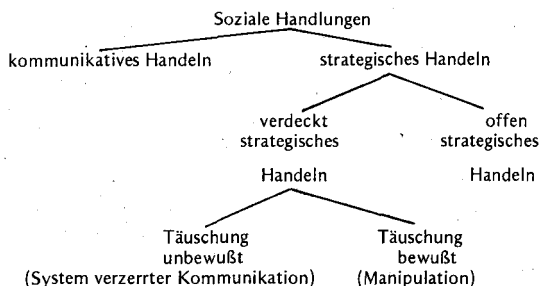 Soziale Handlungen
kommunikatives Handeln
strategisches Handeln
verdeckt
strategisches
Handeln
offen
strategisches
Handeln
Täuschung
unbewußt
(System verzerrter Kommunikation)
Täuschung
bewußt
(Manipulation)